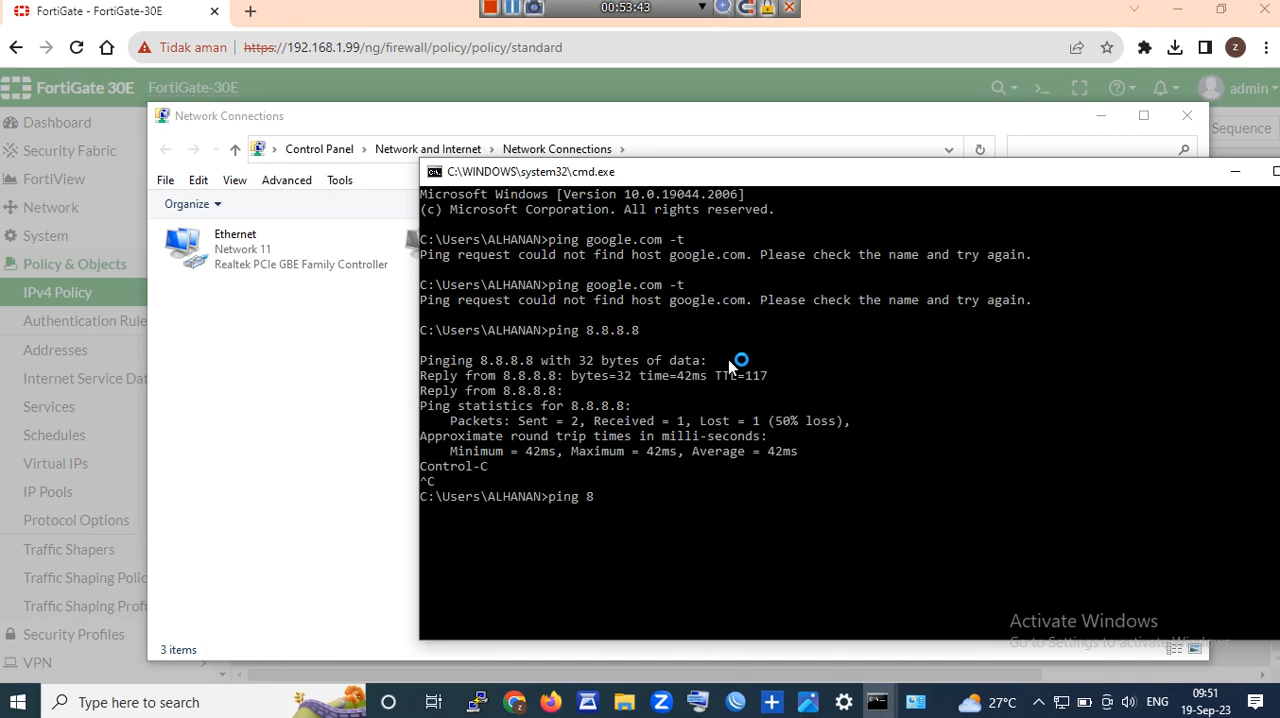 FortiGate - FortiGate-30E
00:53:43
Tidak aman
https://192.168.1.99/ng/firewall/policy/policy/standard
z
FortiGate 30E
FortiGate-30E
admin
Dashboard
Security Fabric
FortiView
Network
System
Policy & Objects
IPv4 Policy
Authentication Rule
Addresses
Internet Service Da
Services
Schedules
Virtual IPs
IP Pools
Protocol Options
Traffic Shapers
Traffic Shaping Polic
Traffic Shaping Profi
Security Profiles
VPN
Sequence
Network Connections
Control Panel > Network and Internet > Network Connections >
File Edit View Advanced Tools
Organize
Ethernet
Network 11
Realtek PCIe GBE Family Controller
3 items
C:\WINDOWS\system32\cmd.exe
Microsoft Windows [Version 10.0.19044.2006]
(c) Microsoft Corporation. All rights reserved.
C:\Users\ALHANAN>ping google.com -t
Ping request could not find host google.com. Please check the name and try again.
C:\Users\ALHANAN>ping google.com -t
Ping request could not find host google.com. Please check the name and try again.
C:\Users\ALHANAN>ping 8.8.8.8
Pinging 8.8.8.8 with 32 bytes of data:
Reply from 8.8.8.8: bytes=32 time=42ms TTL=117
Reply from 8.8.8.8:
Ping statistics for 8.8.8.8:
Packets: Sent = 2, Received = 1, Lost = 1 (50% loss),
Approximate round trip times in milli-seconds:
Minimum = 42ms, Maximum = 42ms, Average = 42ms
Control-C
^C
C:\Users\ALHANAN>ping 8
Activate Windows
Go to Settings to activate Windows.
Type here to search
27°C
ENG
09:51
19-Sep-23